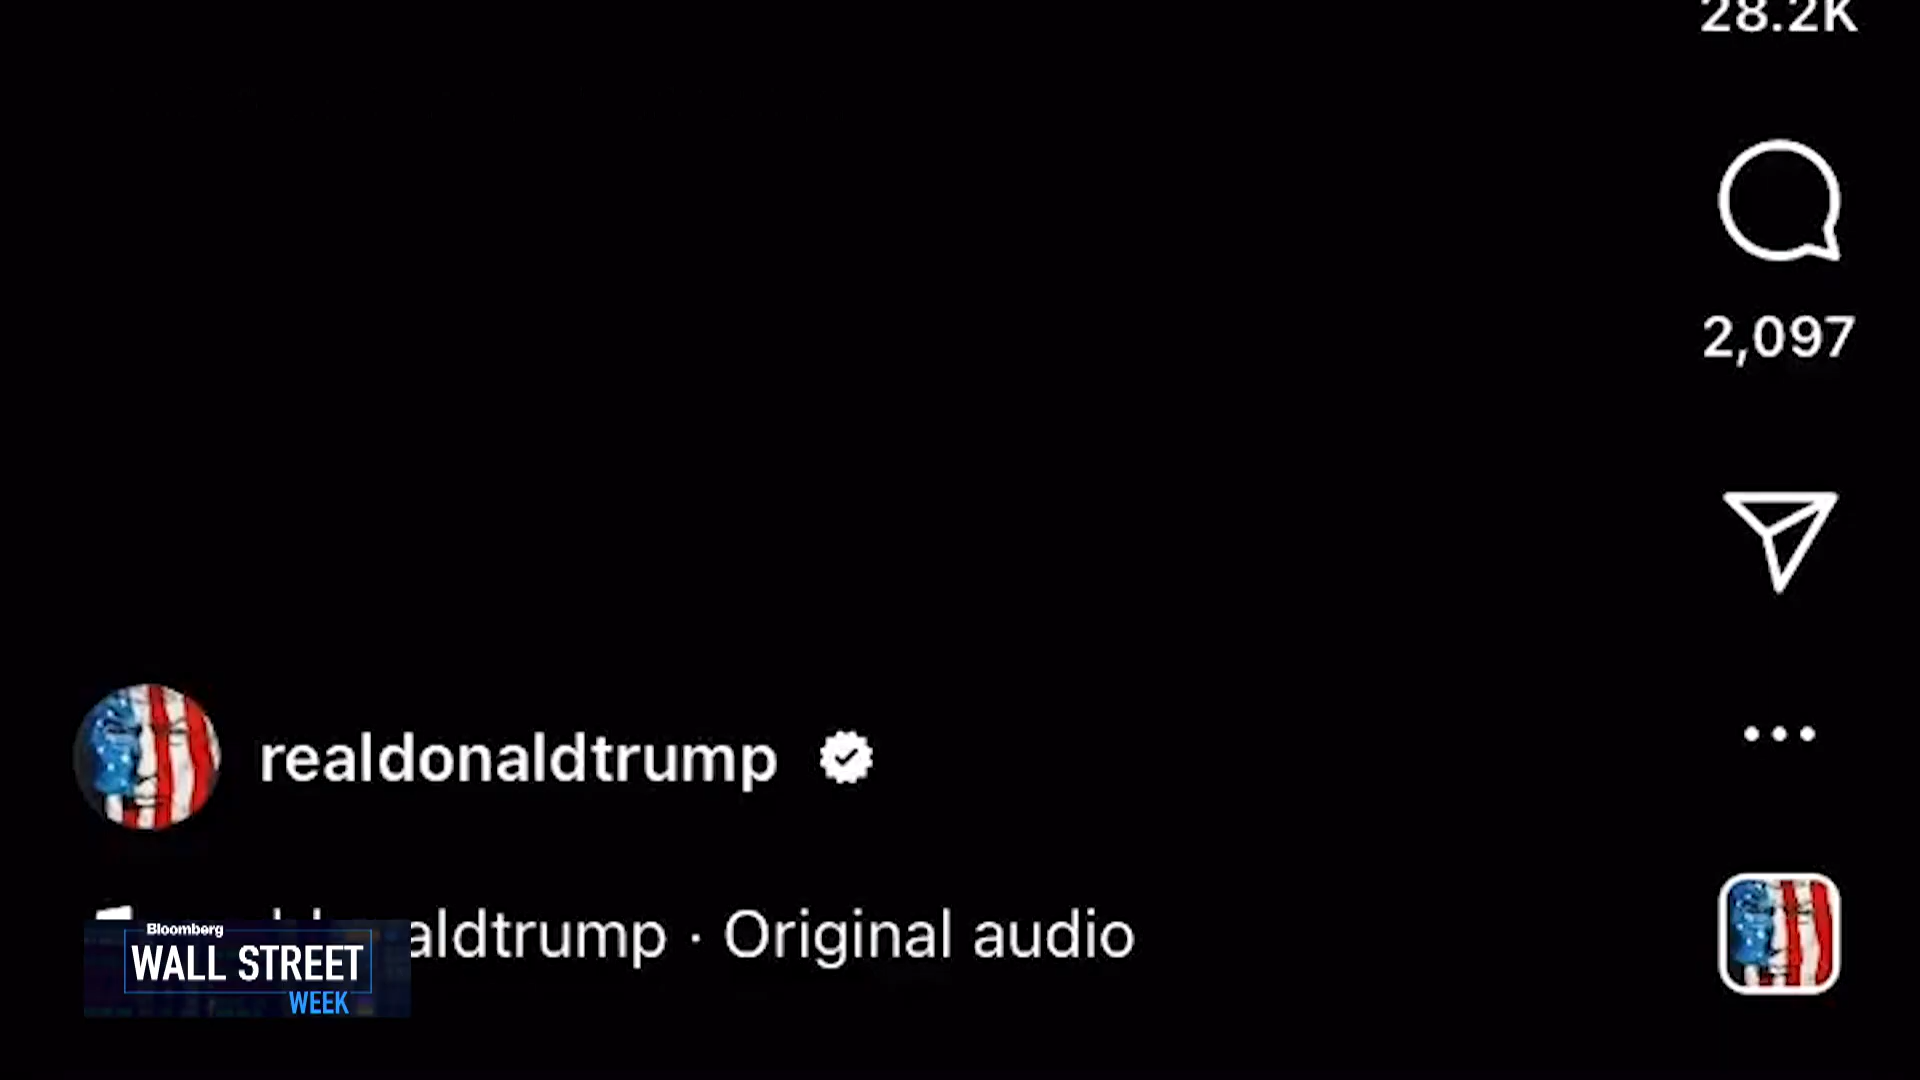 28.2K
2,097
realdonaldtrump
aldtrump · Original audio
Bloomberg
WALL STREET
WEEK